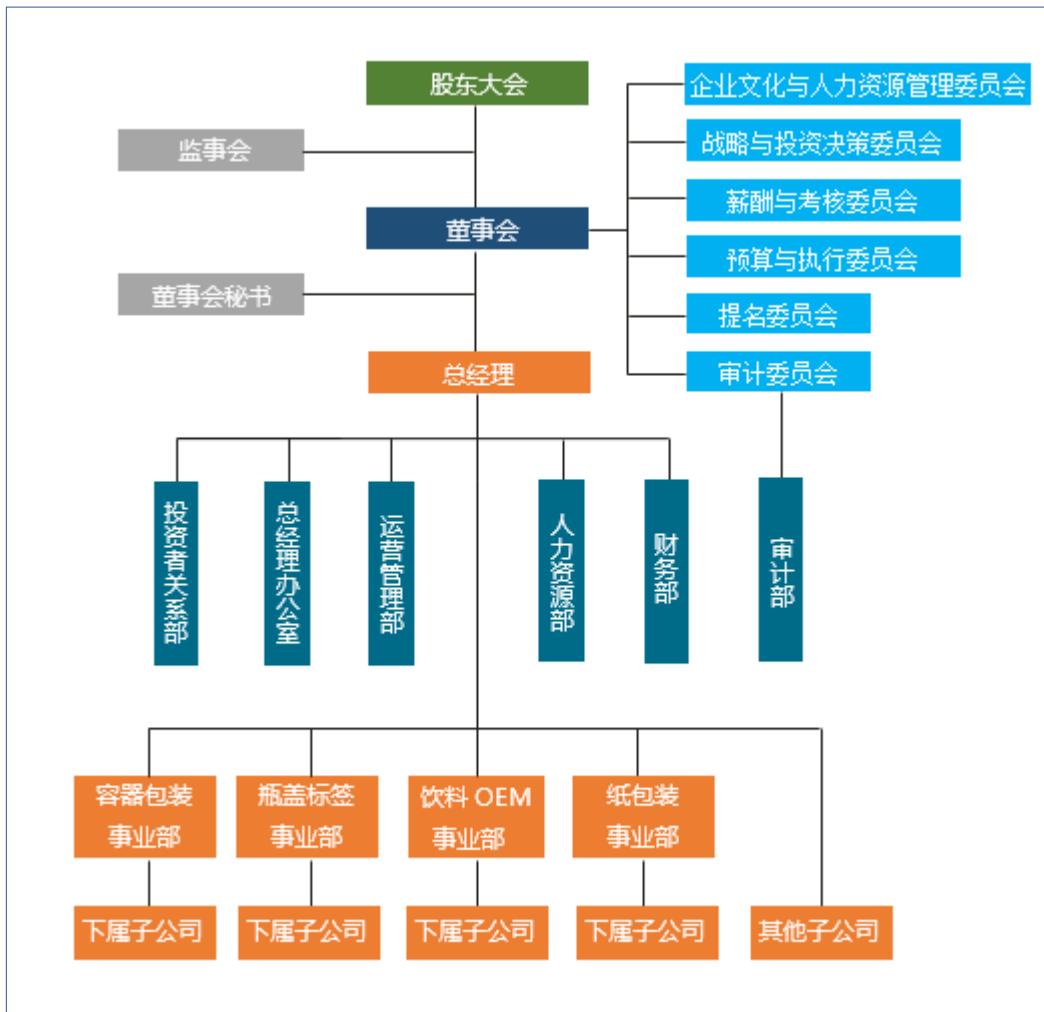 股东大会
企业文化与人力资源管理委员会
监事会
战略与投资决策委员会
薪酬与考核委员会
董事会
预算与执行委员会
董事会秘书
提名委员会
总经理
审计委员会
投资者关系部
总经理办公室
运营管理部
人力资源部
财务部
审计部
容器包装
事业部
瓶盖标签
事业部
饮料 OEM
事业部
纸包装
事业部
下属子公司
下属子公司
下属子公司
下属子公司
其他子公司